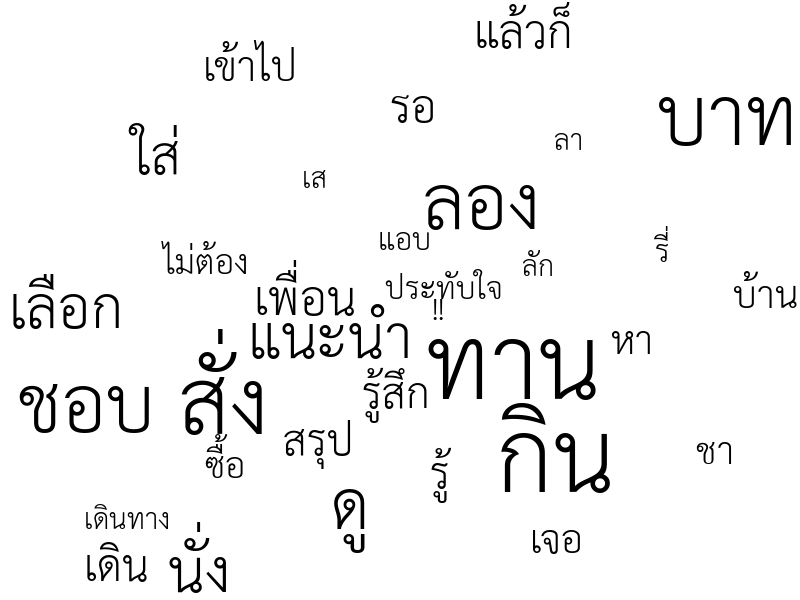 แล้วก็
เข้าไป
รอ
บาท
ใส่
ลา
เส
ลอง
แอบ
รี่
ไม่ต้อง
ลัก
ประทับใจ
บ้าน
เลือก
เพื่อน
!!
แนะนำ
หา
ทาน
ชอบ
สั่ง
รู้สึก
สรุป
กิน
ชา
ซื้อ
รู้
ดู
เดินทาง
เจอ
เดิน
นั่ง